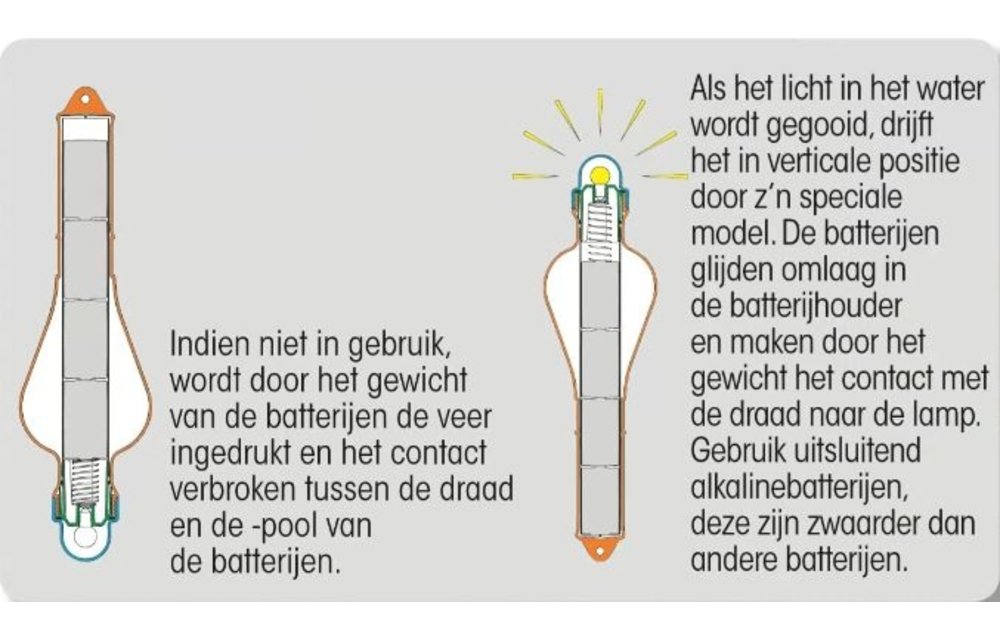 Indien niet in gebruik,
wordt door het gewicht
van de batterijen de veer
ingedrukt en het contact
verbroken tussen de draad
en de -pool van
de batterijen.
Als het licht in het water
wordt gegooid, drijft
het in verticale positie
door z'n speciale
model. De batterijen
glijden omlaag in
de batterijhouder
en maken door het
gewicht het contact met
de draad naar de lamp.
Gebruik uitsluitend
alkalinebatterijen,
deze zijn zwaarder dan
andere batterijen.